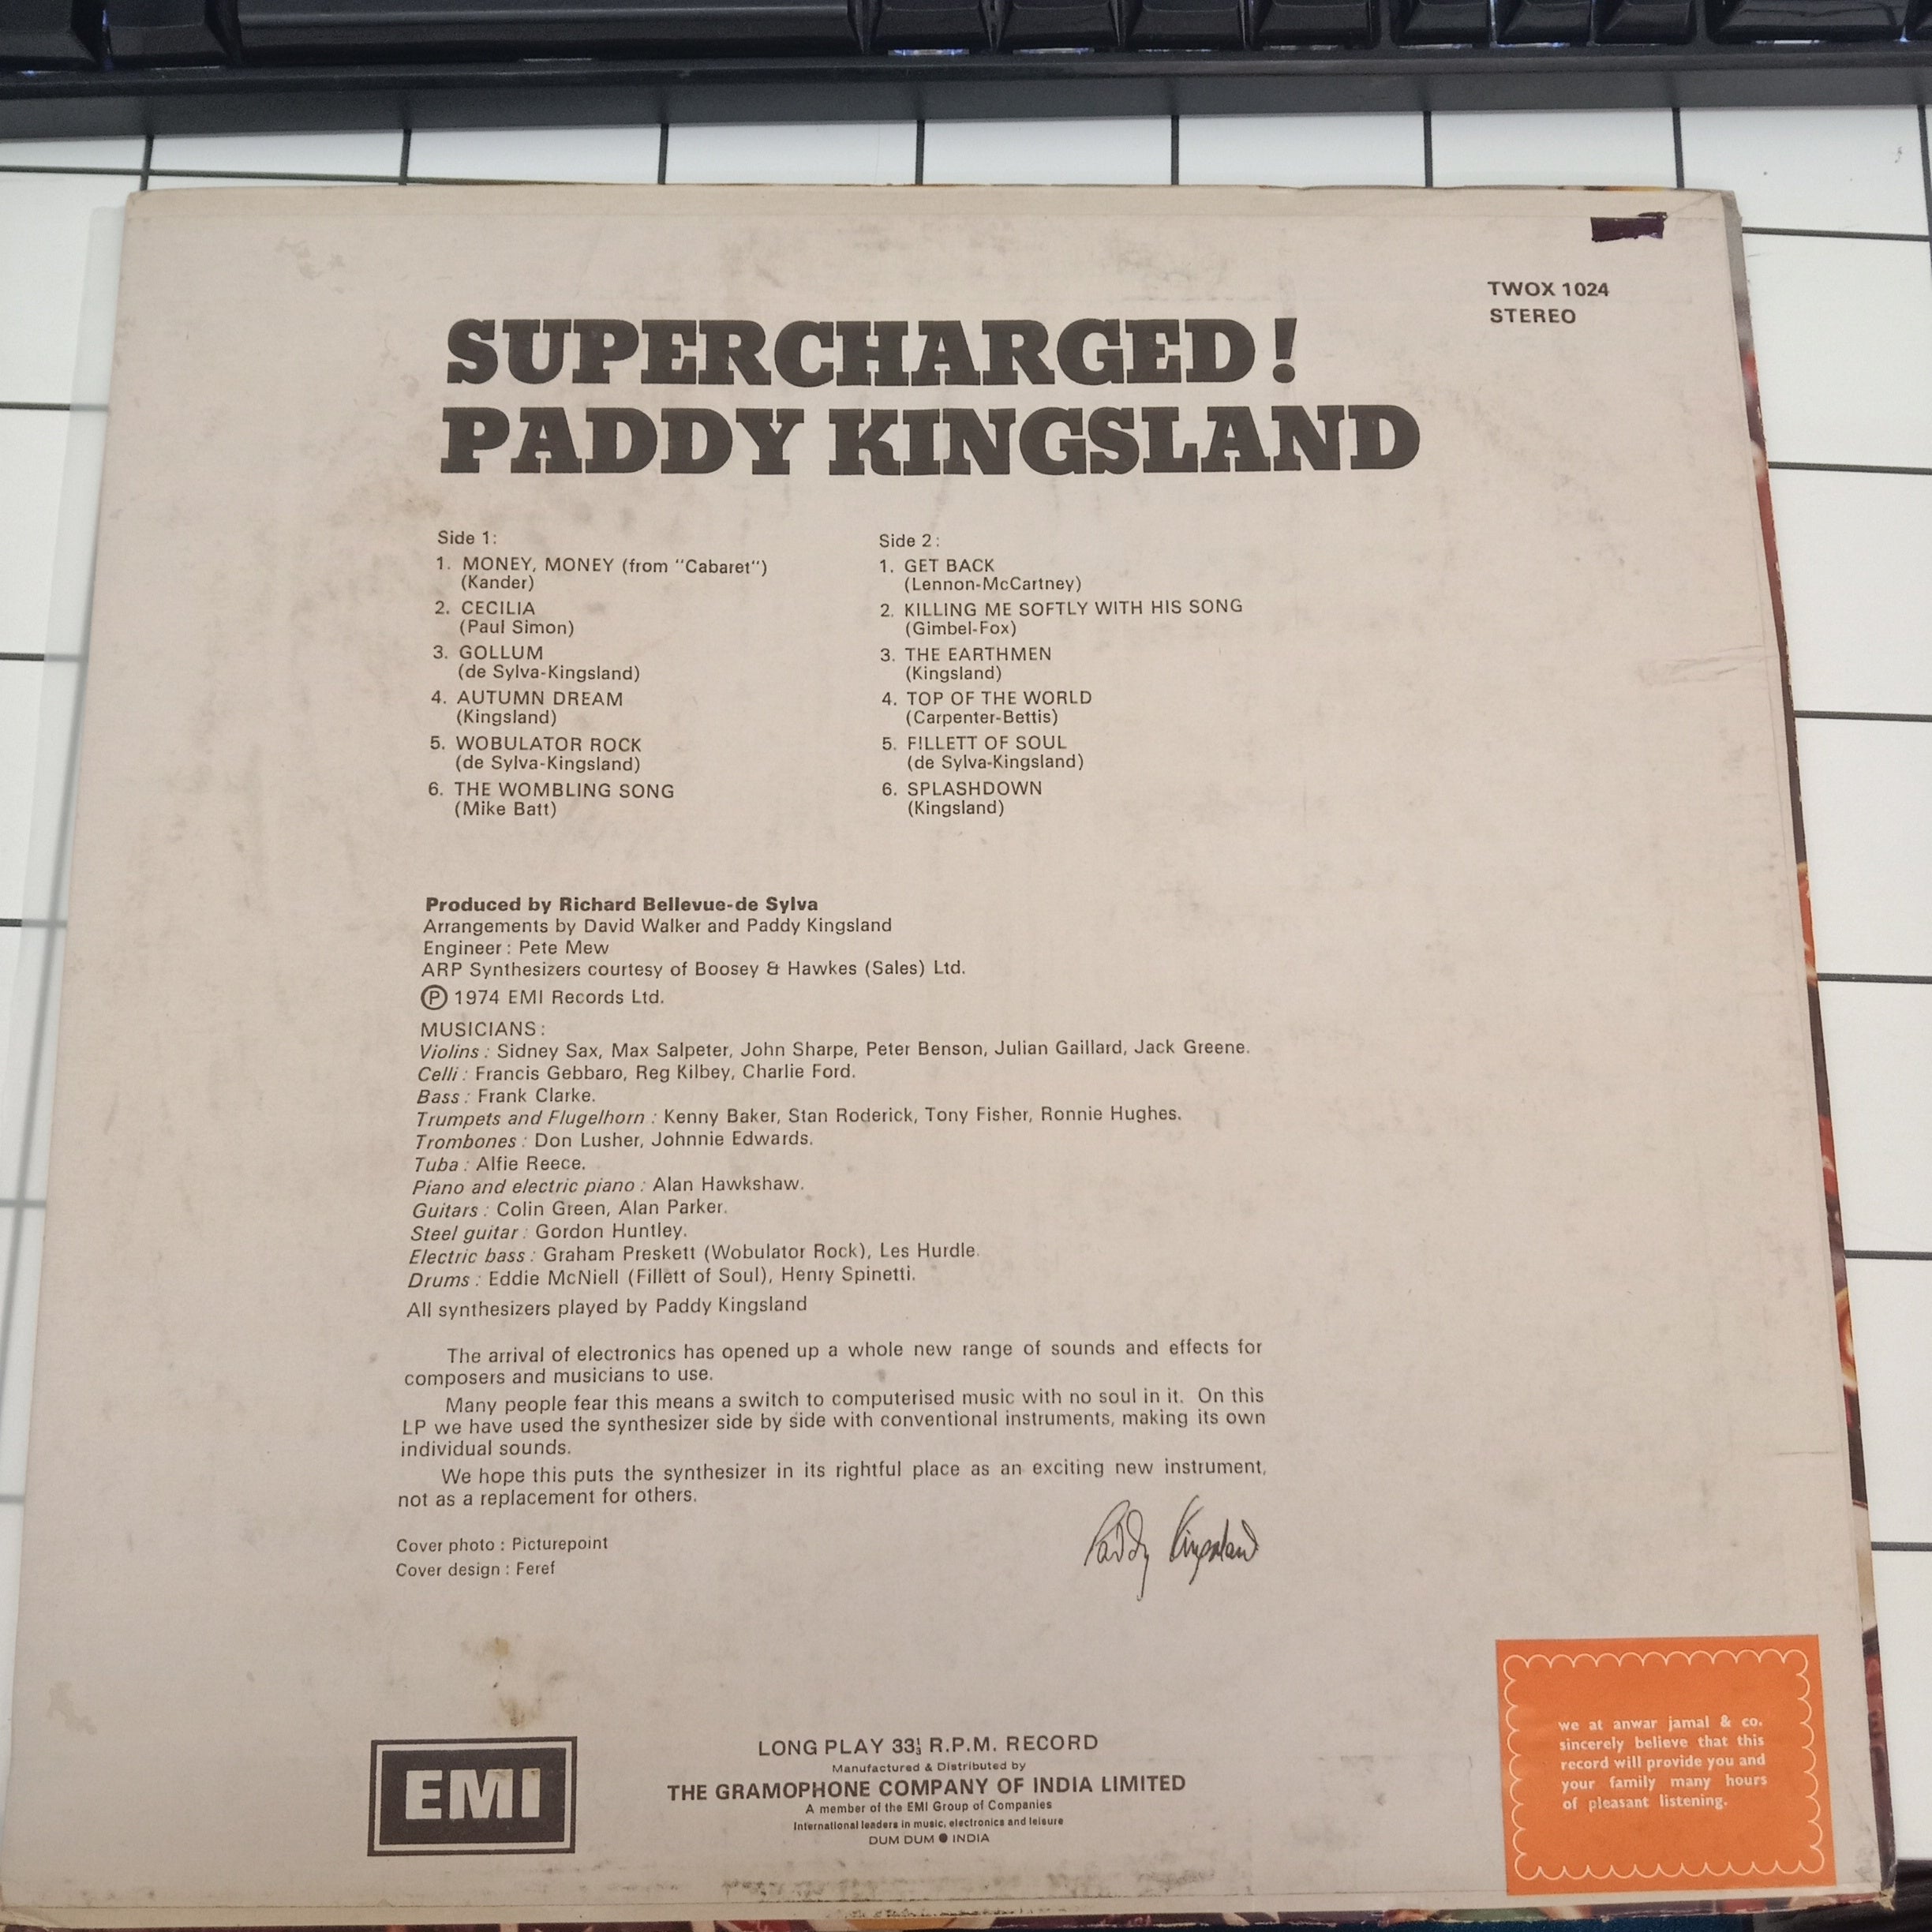 TWOX 1024
STEREO
SUPERCHARGED!
PADDY KINGSLAND
Side 1:
1. MONEY, MONEY (from "Cabaret")
(Kander)
2. CECILIA
(Paul Simon)
3. GOLLUM
(de Sylva-Kingsland)
4. AUTUMN DREAM
(Kingsland)
5. WOBULATOR ROCK
(de Sylva-Kingsland)
6. THE WOMBLING SONG
(Mike Batt)
Side 2:
1. GET BACK
(Lennon-McCartney)
2. KILLING ME SOFTLY WITH HIS SONG
(Gimbel-Fox)
3. THE EARTHMEN
(Kingsland)
4. TOP OF THE WORLD
(Carpenter-Bettis)
5. FILLETT OF SOUL
(de Sylva-Kingsland)
6. SPLASHDOWN
(Kingsland)
Produced by Richard Bellevue-de Sylva
Arrangements by David Walker and Paddy Kingsland
Engineer: Pete Mew
ARP Synthesizers courtesy of Boosey & Hawkes (Sales) Ltd.
℗ 1974 EMI Records Ltd.
MUSICIANS:
Violins: Sidney Sax, Max Salpeter, John Sharpe, Peter Benson, Julian Gaillard, Jack Greene.
Celli: Francis Gebbaro, Reg Kilbey, Charlie Ford.
Bass: Frank Clarke.
Trumpets and Flugelhorn: Kenny Baker, Stan Roderick, Tony Fisher, Ronnie Hughes.
Trombones: Don Lusher, Johnnie Edwards.
Tuba: Alfie Reece.
Piano and electric piano: Alan Hawkshaw.
Guitars: Colin Green, Alan Parker.
Steel guitar: Gordon Huntley.
Electric bass: Graham Preskett (Wobulator Rock), Les Hurdle.
Drums: Eddie McNiell (Fillett of Soul), Henry Spinetti.
All synthesizers played by Paddy Kingsland
The arrival of electronics has opened up a whole new range of sounds and effects for
composers and musicians to use.
Many people fear this means a switch to computerised music with no soul in it. On this
LP we have used the synthesizer side by side with conventional instruments, making its own
individual sounds.
We hope this puts the synthesizer in its rightful place as an exciting new instrument,
not as a replacement for others.
Paddy Kingsland
Cover photo: Picturepoint
Cover design: Feref
EMI
LONG PLAY 33⅓ R.P.M. RECORD
Manufactured & Distributed by
THE GRAMOPHONE COMPANY OF INDIA LIMITED
A member of the EMI Group of Companies
International leaders in music, electronics and leisure
DUM DUM ● INDIA
we at anwar jamal & co.
sincerely believe that this
record will provide you and
your family many hours
of pleasant listening.